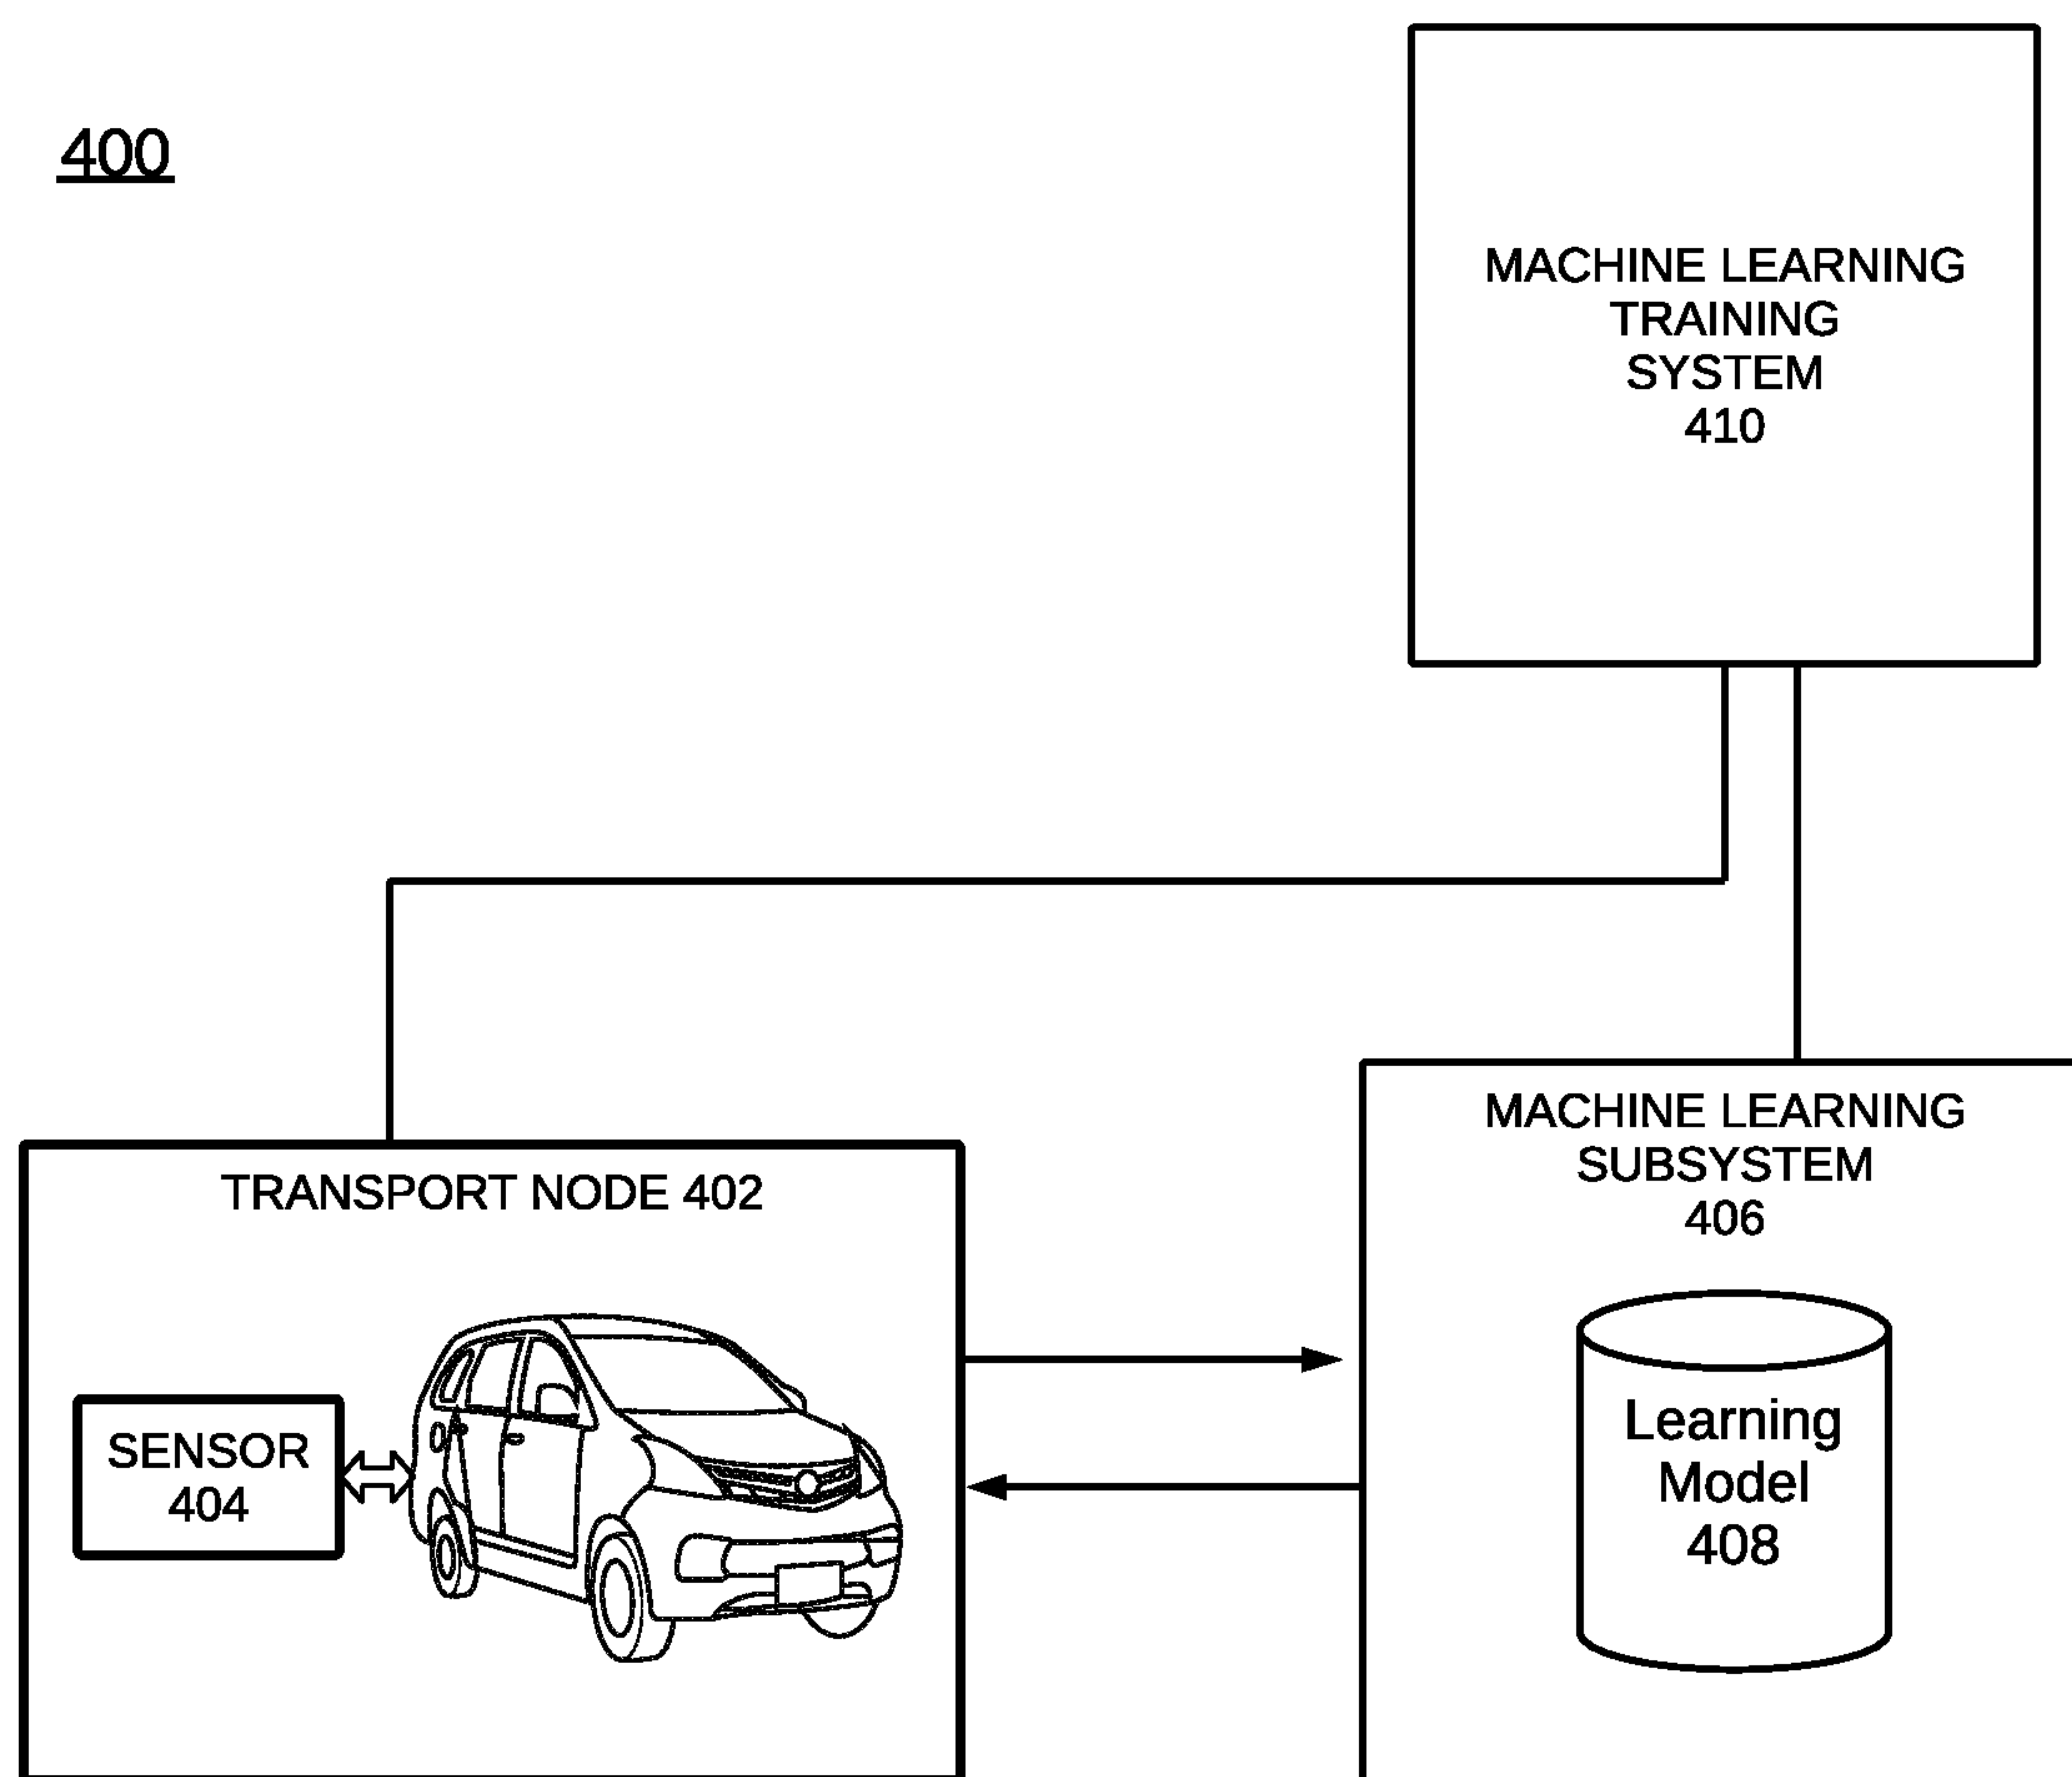 400
MACHINE LEARNING
TRAINING
SYSTEM
410
TRANSPORT NODE 402
SENSOR
404
MACHINE LEARNING
SUBSYSTEM
406
Learning
Model
408